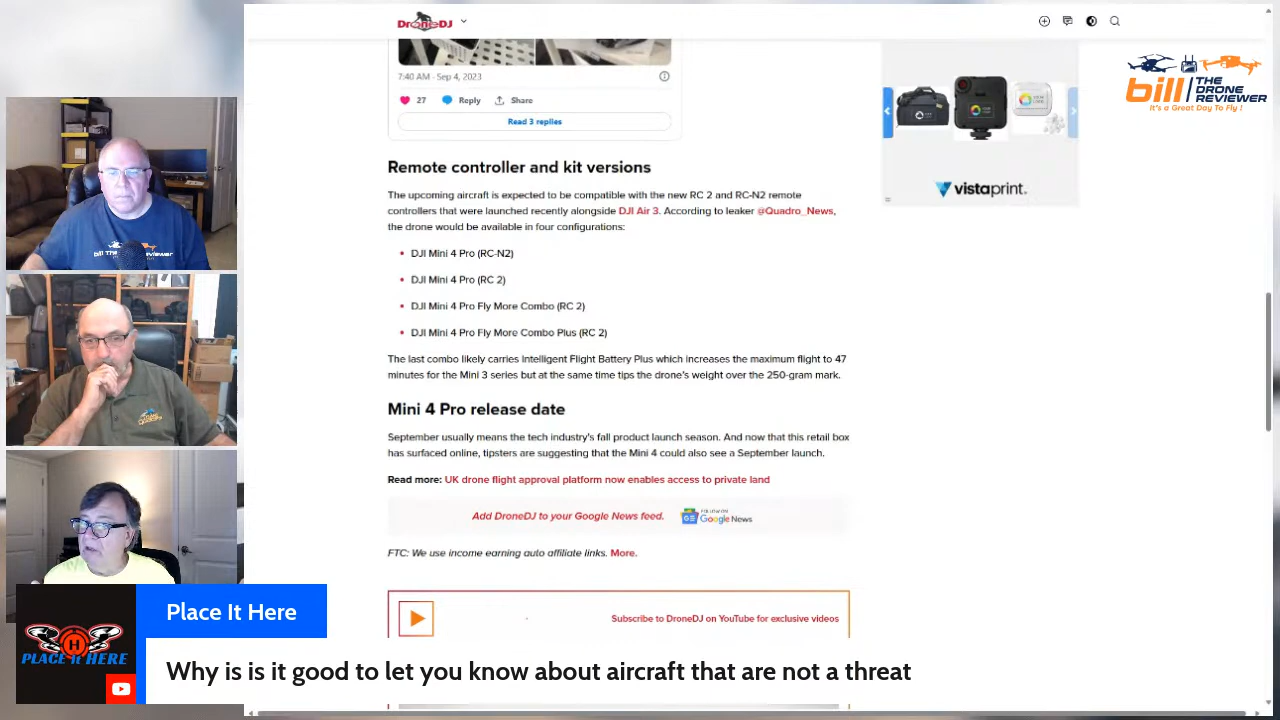 DRONEDJ
bill THE
DRONE
REVIEWER
It's a Great Day To Fly !
7:40 AM · Sep 4, 2023
27 Reply Share
Read 3 replies
vistaprint.
Remote controller and kit versions
The upcoming aircraft is expected to be compatible with the new RC 2 and RC-N2 remote
controllers that were launched recently alongside DJI Air 3. According to leaker @Quadro_News,
the drone would be available in four configurations:
• DJI Mini 4 Pro (RC-N2)
• DJI Mini 4 Pro (RC 2)
• DJI Mini 4 Pro Fly More Combo (RC 2)
• DJI Mini 4 Pro Fly More Combo Plus (RC 2)
The last combo likely carries Intelligent Flight Battery Plus which increases the maximum flight to 47
minutes for the Mini 3 series but at the same time tips the drone's weight over the 250-gram mark.
Mini 4 Pro release date
September usually means the tech industry's fall product launch season. And now that this retail box
has surfaced online, tipsters are suggesting that the Mini 4 could also see a September launch.
Read more: UK drone flight approval platform now enables access to private land
Add DroneDJ to your Google News feed. FOLLOW ON
Google News
FTC: We use income earning auto affiliate links. More.
Subscribe to DroneDJ on YouTube for exclusive videos
H
PLACE It HERE
Place It Here
Why is is it good to let you know about aircraft that are not a threat